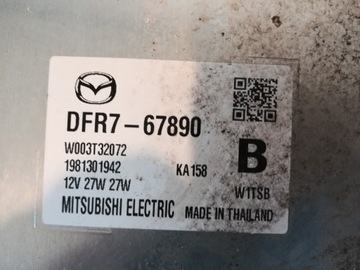 DFR7-67890
W003T32072
1981301942 KA158
12V 27W 27W
B
W1TSB
MITSUBISHI ELECTRIC MADE IN THAILAND